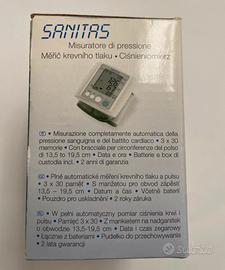 SANITAS
Misuratore di pressione
Měřič krevního tlaku • Ciśnieniomierz
• Misurazione completamente automatica della
pressione sanguigna e del battito cardiaco • 3 x 30
memorie • Con bracciale per circonferenze del polso
di 13,5 to 19,5 cm • Data e ora • Batterie e box di
custodia incl. • 2 anni di garanzia
• Plně automatické měření krevního tlaku a pulsu
• 3 x 30 paměť • S manžetou pro obvod zápěstí
13,5 – 19,5 cm • Datum a čas • Včetně baterií
• Pouzdro pro uskladnění • 2 roky záruka
• W pełni automatyczny pomiar ciśnienia krwi i
pulsu • Pamięć 3 x 30 • Z mankietem na nadgarstki
o obwodzie 13,5-19,5 cm • Data i czas zegarowy
• Łącznie z bateriami • Pudełko do przechowywania
• 2 lata gwarancji